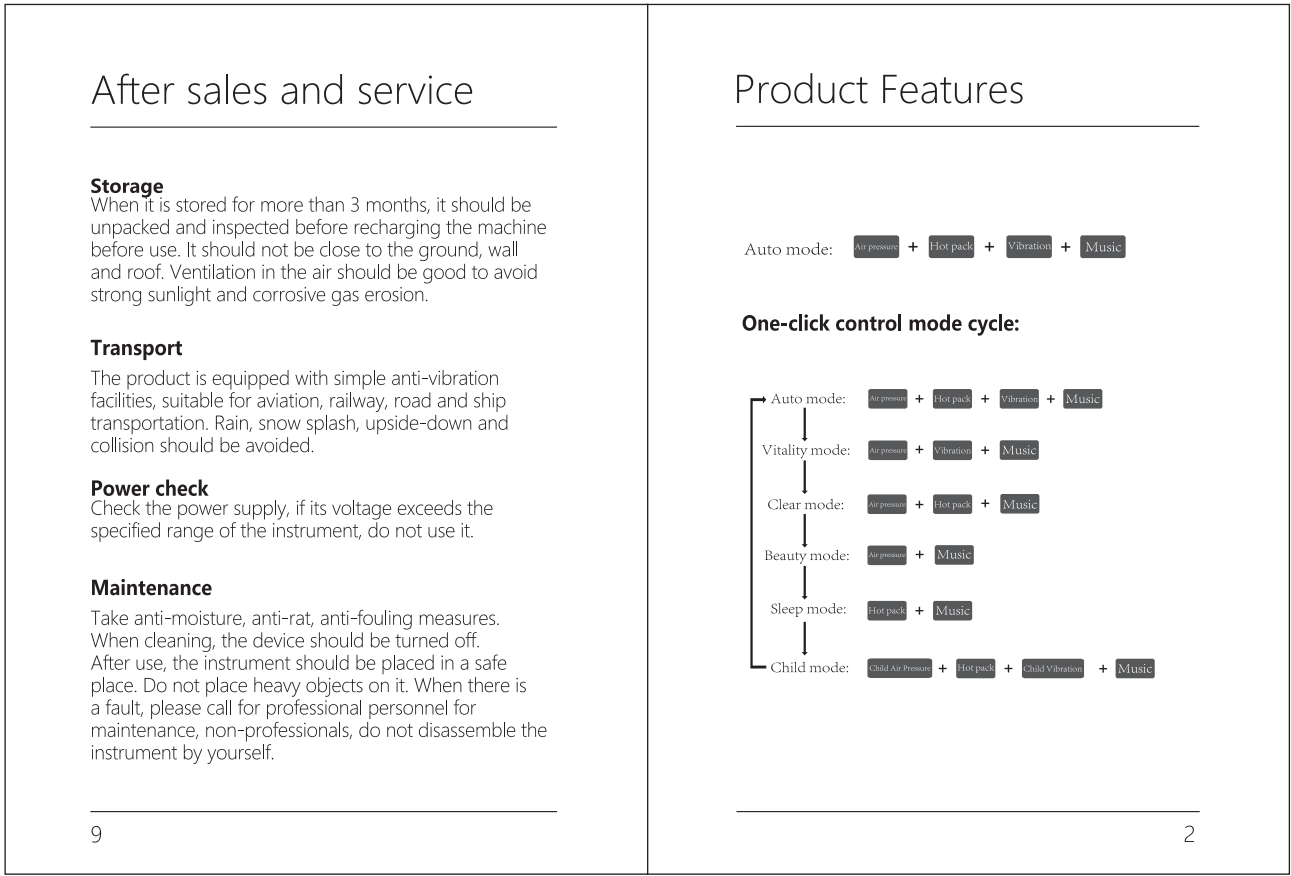 After sales and service
Storage
When it is stored for more than 3 months, it should be
unpacked and inspected before recharging the machine
before use. It should not be close to the ground, wall
and roof. Ventilation in the air should be good to avoid
strong sunlight and corrosive gas erosion.
Transport
The product is equipped with simple anti-vibration
facilities, suitable for aviation, railway, road and ship
transportation. Rain, snow splash, upside-down and
collision should be avoided.
Power check
Check the power supply, if its voltage exceeds the
specified range of the instrument, do not use it.
Maintenance
Take anti-moisture, anti-rat, anti-fouling measures.
When cleaning, the device should be turned off.
After use, the instrument should be placed in a safe
place. Do not place heavy objects on it. When there is
a fault, please call for professional personnel for
maintenance, non-professionals, do not disassemble the
instrument by yourself.
9
Product Features
Auto mode: Air pressure + Hot pack + Vibration + Music
One-click control mode cycle:
Auto mode: Air pressure + Hot pack + Vibration + Music
Vitality mode: Air pressure + Vibration + Music
Clear mode: Air pressure + Hot pack + Music
Beauty mode: Air pressure + Music
Sleep mode: Hot pack + Music
Child mode: Child Air Pressure + Hot pack + Child Vibration + Music
2